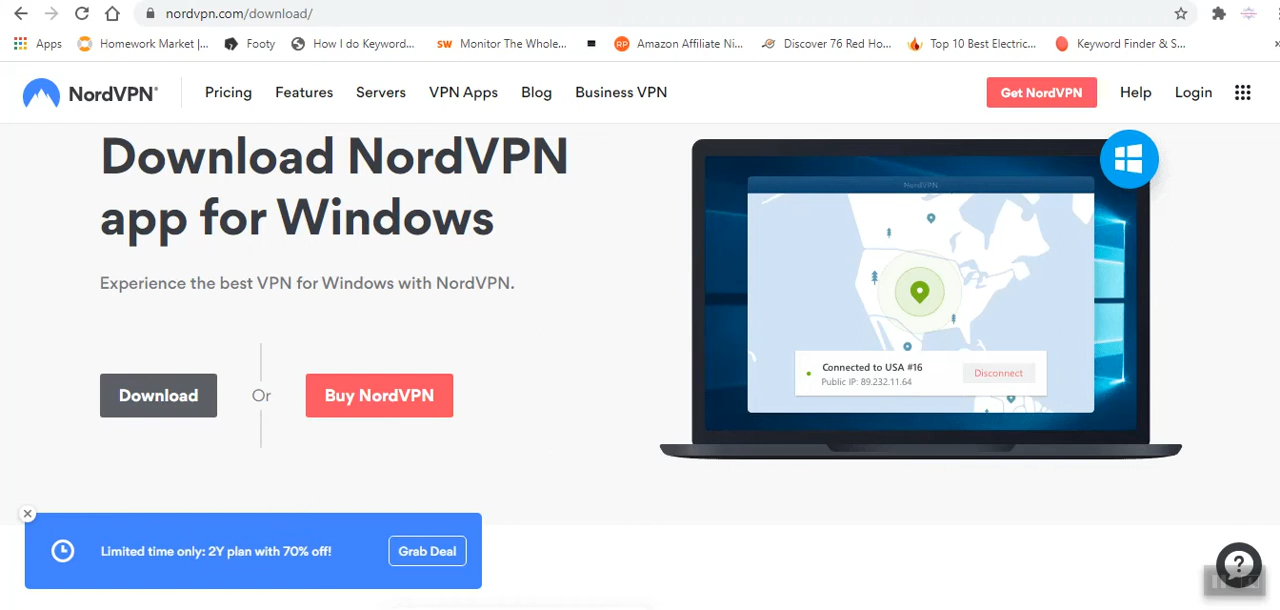 nordvpn.com/download/
Apps
Homework Market |...
Footy
How I do Keyword...
SW
Monitor The Whole...
RP
Amazon Affiliate Ni...
Discover 76 Red Ho...
Top 10 Best Electric...
Keyword Finder & S...
»
NordVPN®
Pricing
Features
Servers
VPN Apps
Blog
Business VPN
Get NordVPN
Help
Login
Download NordVPN
app for Windows
Experience the best VPN for Windows with NordVPN.
Download
Or
Buy NordVPN
NordVPN
Connected to USA #16
Public IP: 89.232.11.64
Disconnect
Limited time only: 2Y plan with 70% off!
Grab Deal
?